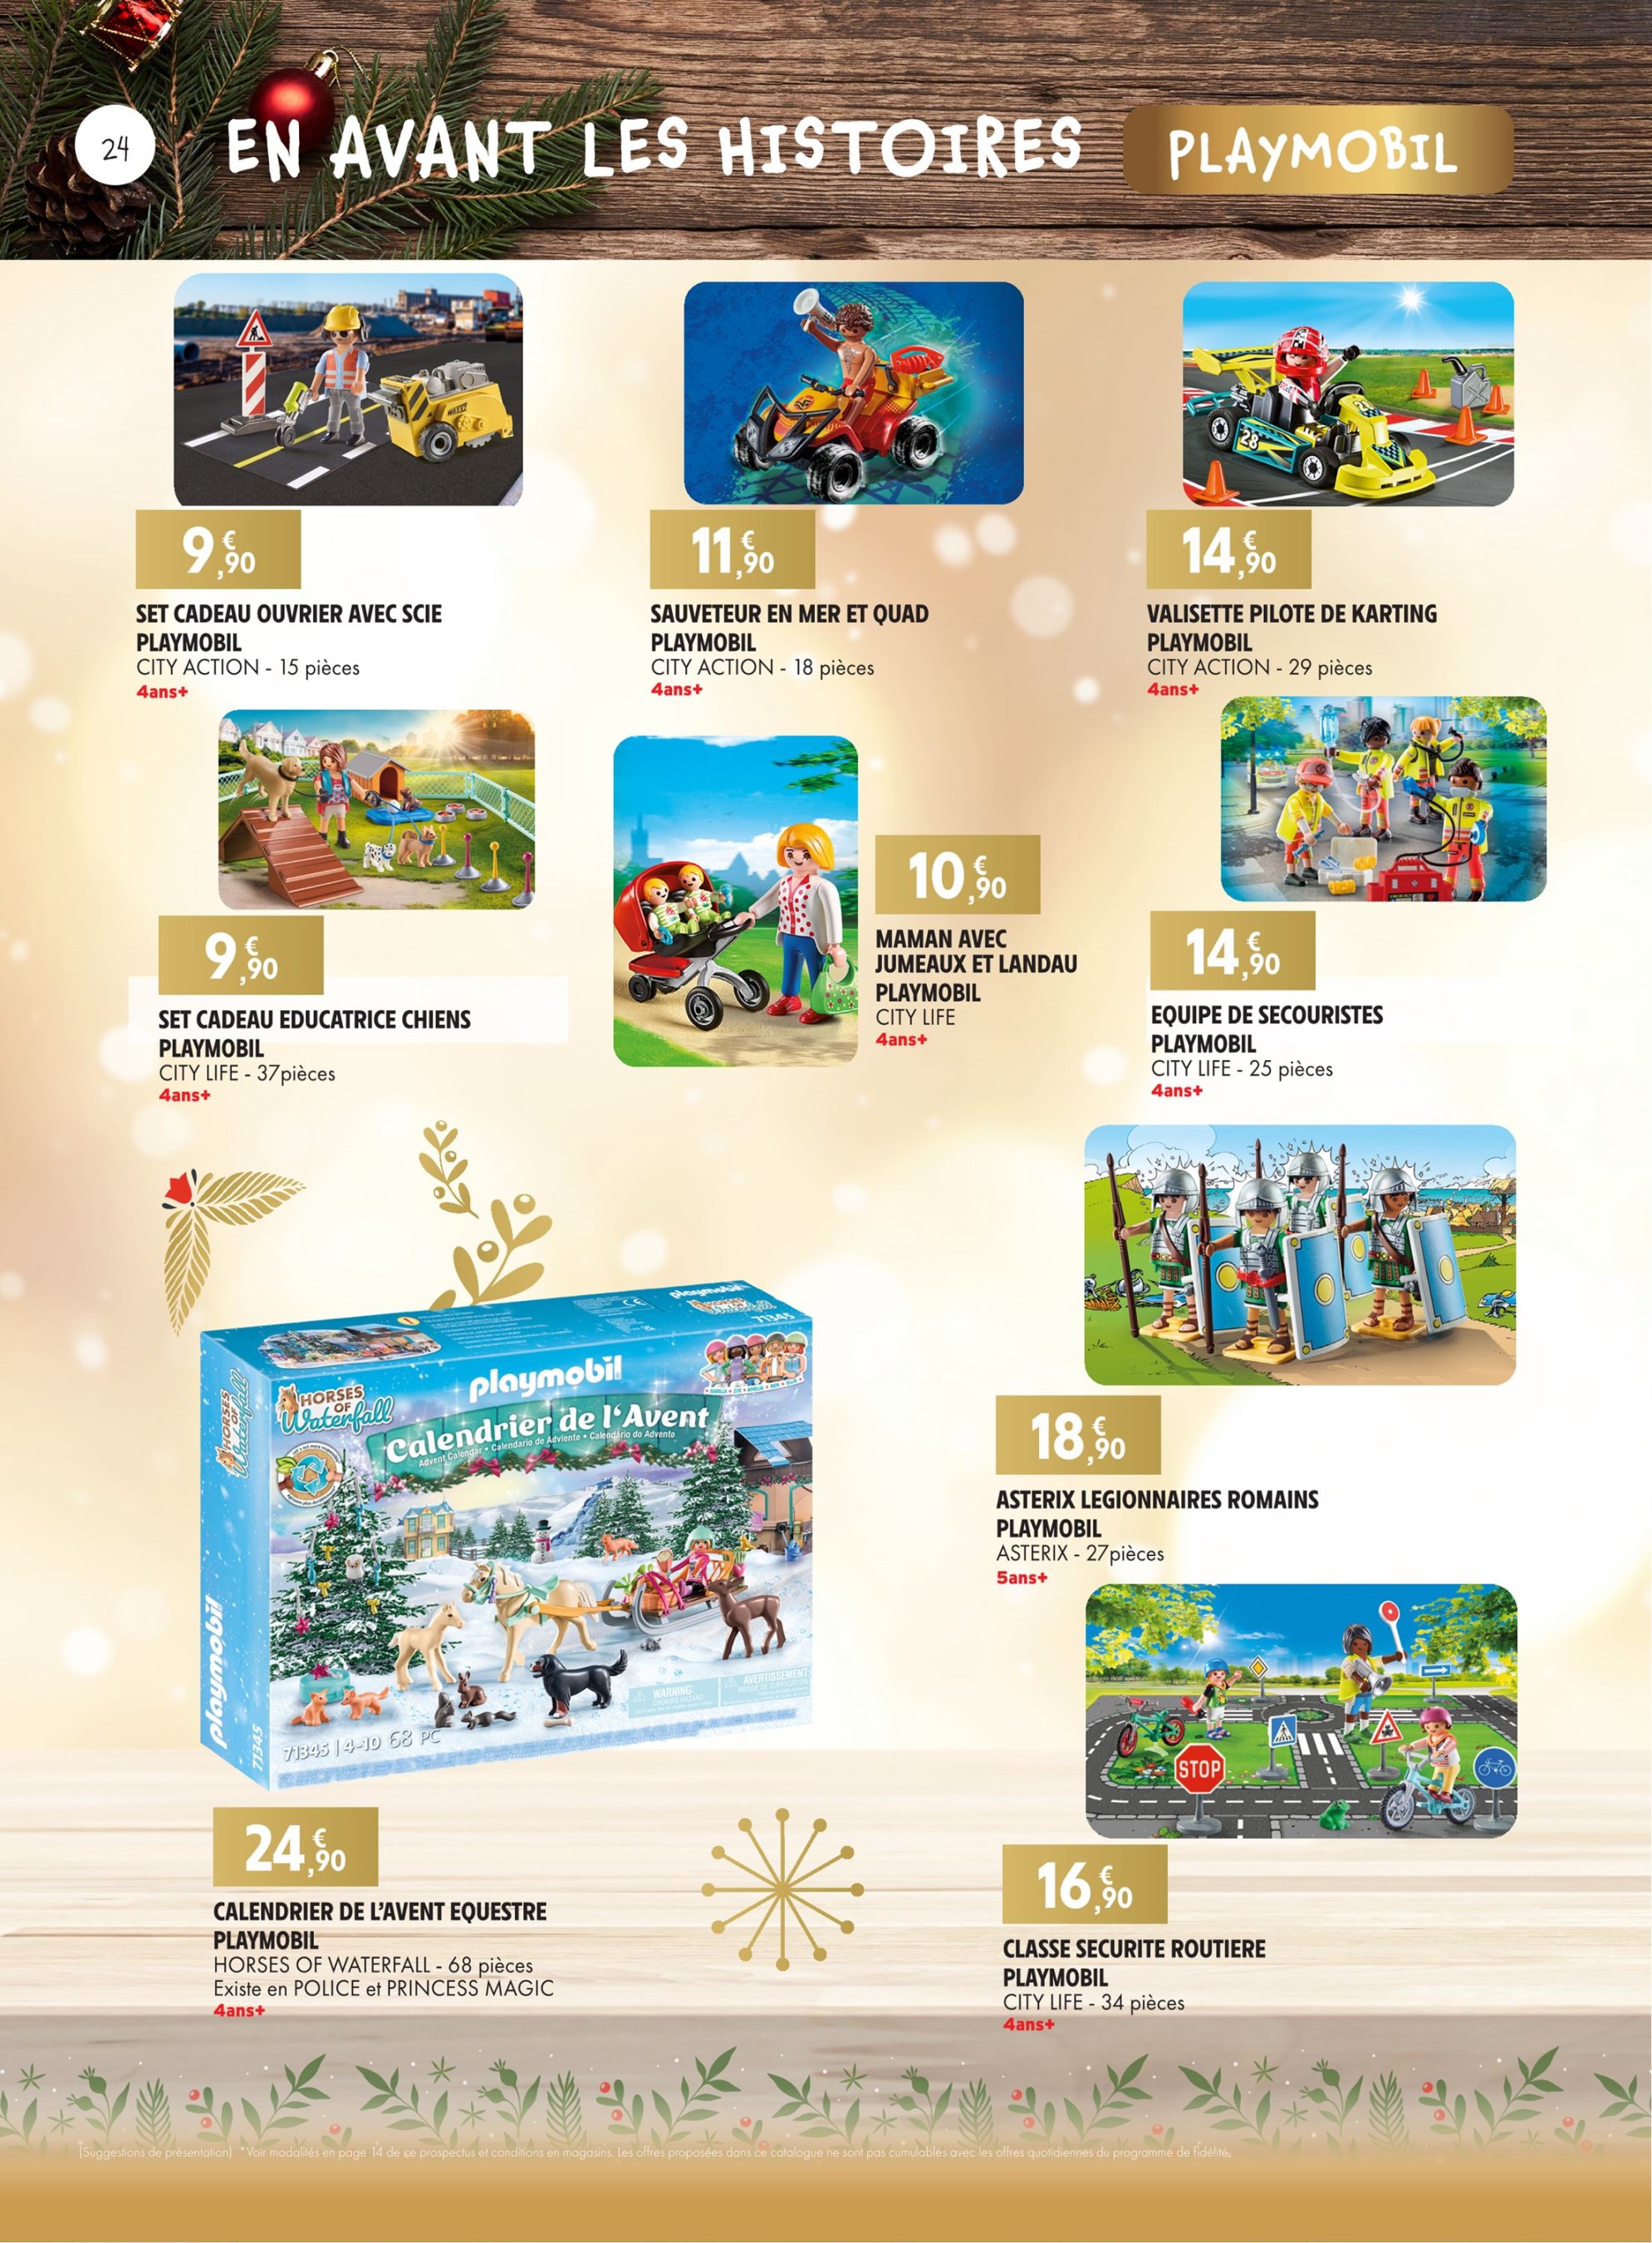 24
EN AVANT LES HISTOIRES
PLAYMOBIL
9,€90
SET CADEAU OUVRIER AVEC SCIE
PLAYMOBIL
CITY ACTION - 15 pièces
4ans+
11,€90
SAUVETEUR EN MER ET QUAD
PLAYMOBIL
CITY ACTION - 18 pièces
4ans+
28
14,€90
VALISETTE PILOTE DE KARTING
PLAYMOBIL
CITY ACTION - 29 pièces
4ans+
9,€90
SET CADEAU EDUCATRICE CHIENS
PLAYMOBIL
CITY LIFE - 37pièces
4ans+
10,€90
MAMAN AVEC
JUMEAUX ET LANDAU
PLAYMOBIL
CITY LIFE
4ans+
14,€90
EQUIPE DE SECOURISTES
PLAYMOBIL
CITY LIFE - 25 pièces
4ans+
18,€90
ASTERIX LEGIONNAIRES ROMAINS
PLAYMOBIL
ASTERIX - 27pièces
5ans+
playmobil
HORSES
OF
Waterfall
71345
HORSES
OF
Waterfall
playmobil
Calendrier de l'Avent
Advent Calendar • Calendario de Adviento • Calendário do Advento
WARNING:
AVERTISSEMENT
71345 | 4-10 68 PC
playmobil
71345
24,€90
CALENDRIER DE L'AVENT EQUESTRE
PLAYMOBIL
HORSES OF WATERFALL - 68 pièces
Existe en POLICE et PRINCESS MAGIC
4ans+
STOP
16,€90
CLASSE SECURITE ROUTIERE
PLAYMOBIL
CITY LIFE - 34 pièces
4ans+
(Suggestions de présentation) *Voir modalités en page 14 de ce prospectus et conditions en magasins. Les offres proposées dans ce catalogue ne sont pas cumulables avec les offres quotidiennes du programme de fidélité.